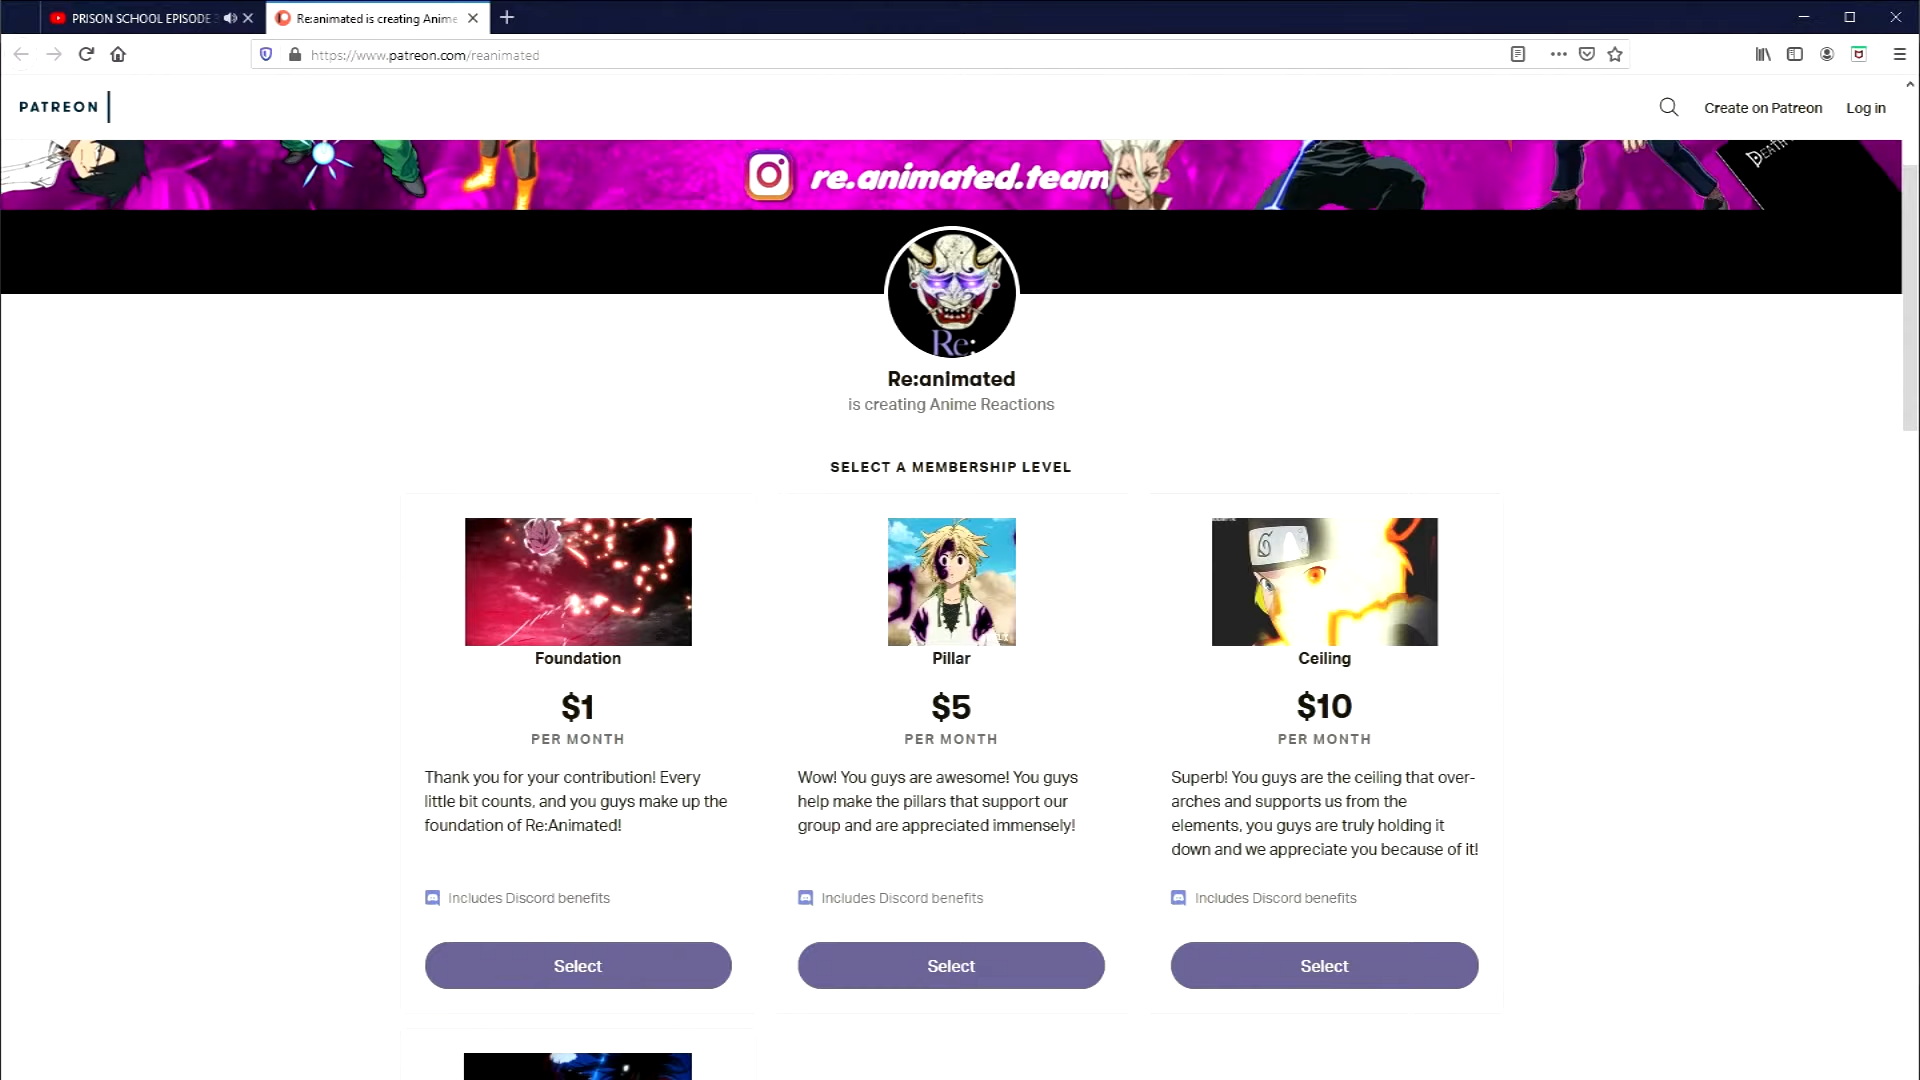 PRISON SCHOOL EPISODE 3
Re:animated is creating Anime
https://www.patreon.com/reanimated
PATREON
Create on Patreon
Log in
re.animated.team
DEATH
Re:
Re:animated
is creating Anime Reactions
SELECT A MEMBERSHIP LEVEL
Foundation
$1
PER MONTH
Thank you for your contribution! Every
little bit counts, and you guys make up the
foundation of Re:Animated!
Includes Discord benefits
Select
Pillar
$5
PER MONTH
Wow! You guys are awesome! You guys
help make the pillars that support our
group and are appreciated immensely!
Includes Discord benefits
Select
Ceiling
$10
PER MONTH
Superb! You guys are the ceiling that over-
arches and supports us from the
elements, you guys are truly holding it
down and we appreciate you because of it!
Includes Discord benefits
Select